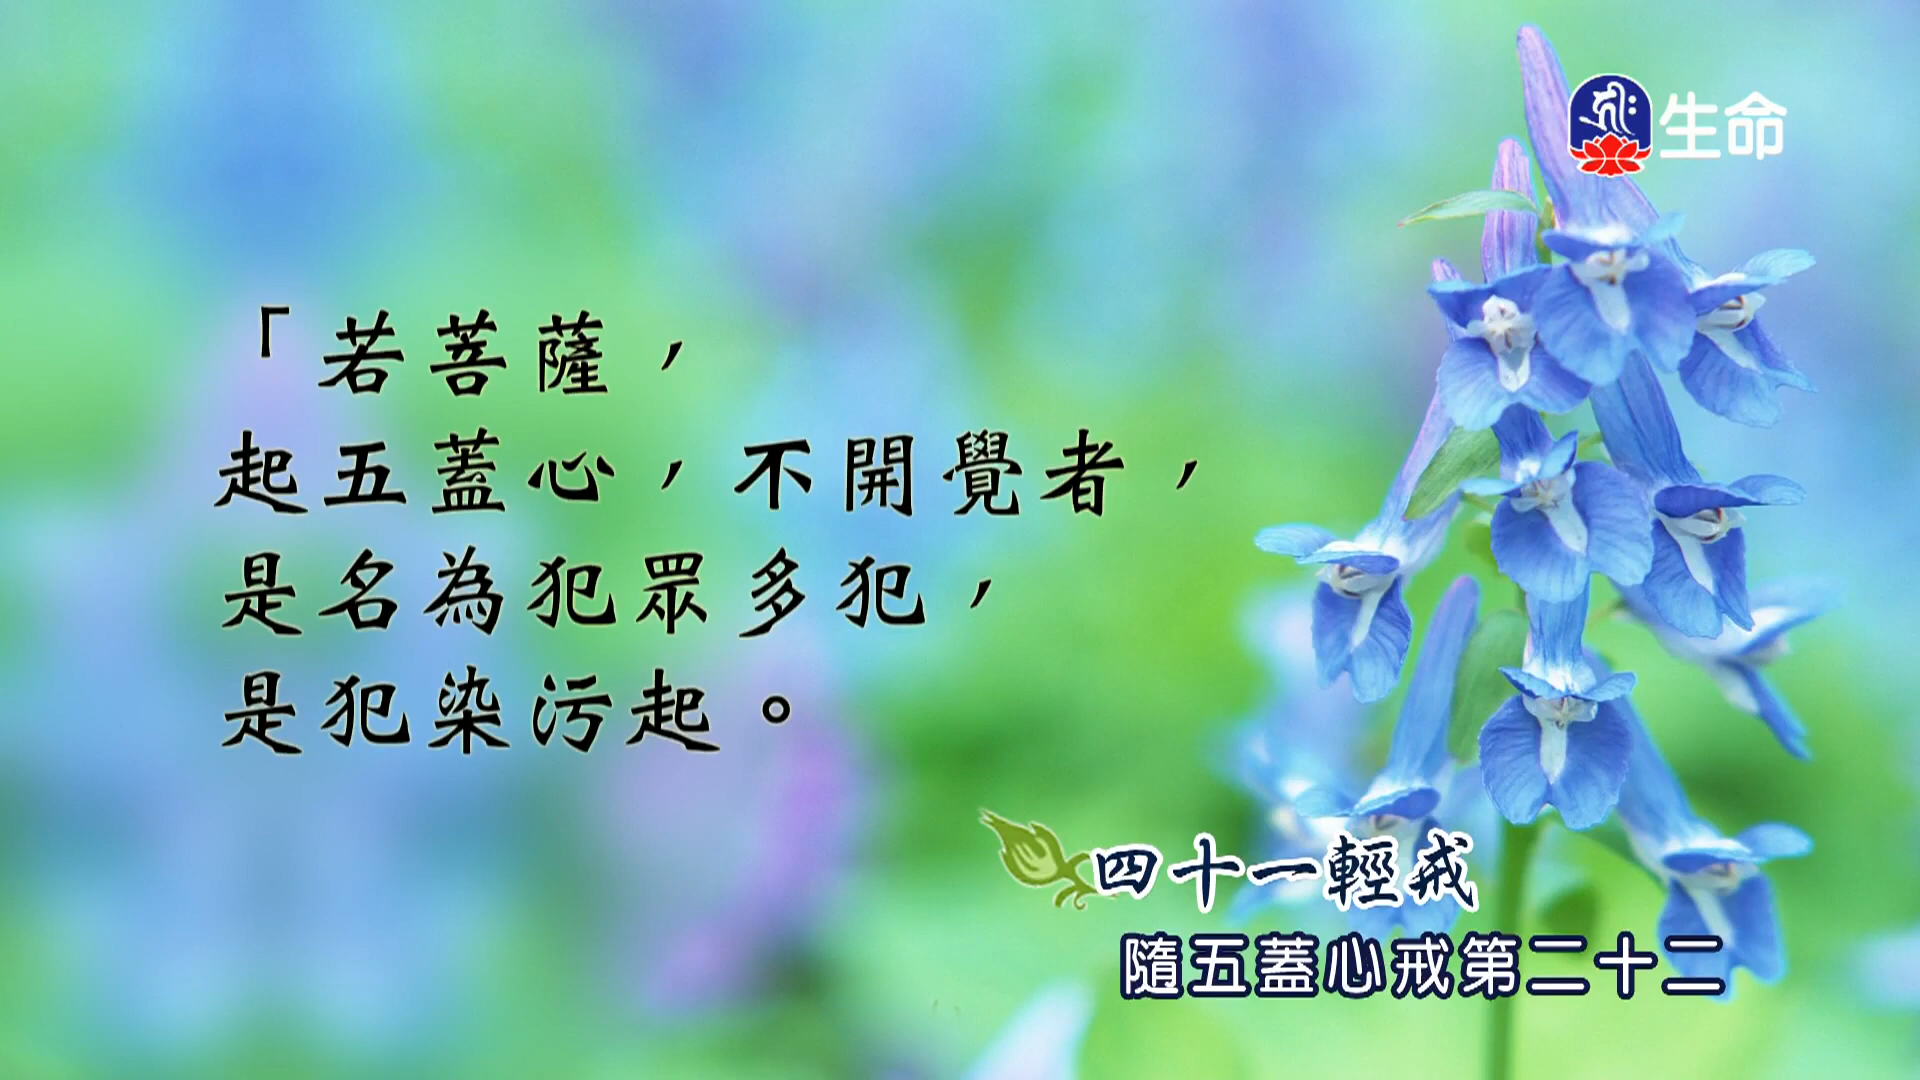 生命
「若菩薩，
起五蓋心，不開覺者，
是名為犯眾多犯，
是犯染污起。
四十一輕戒
隨五蓋心戒第二十二